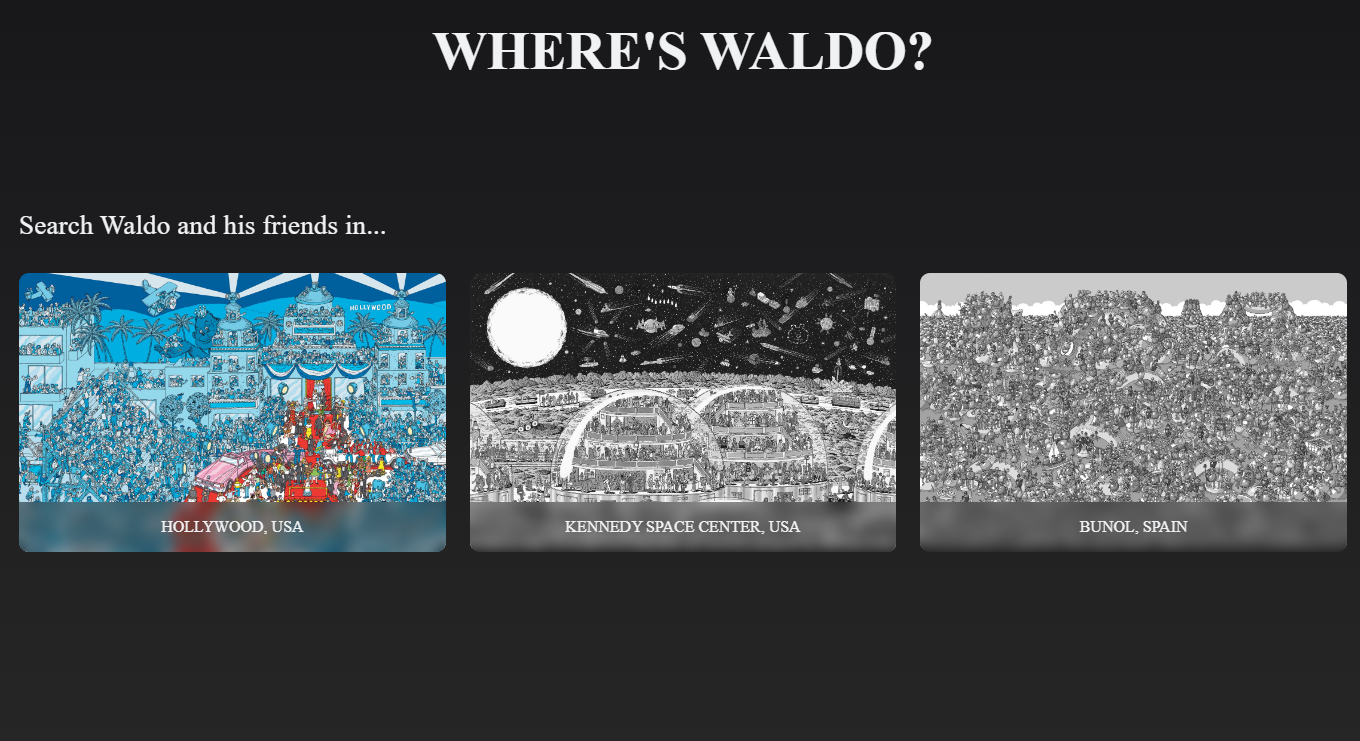 WHERE'S WALDO?
Search Waldo and his friends in...
HOLLYWOOD
HOLLYWOOD, USA
KENNEDY SPACE CENTER, USA
BUNOL, SPAIN